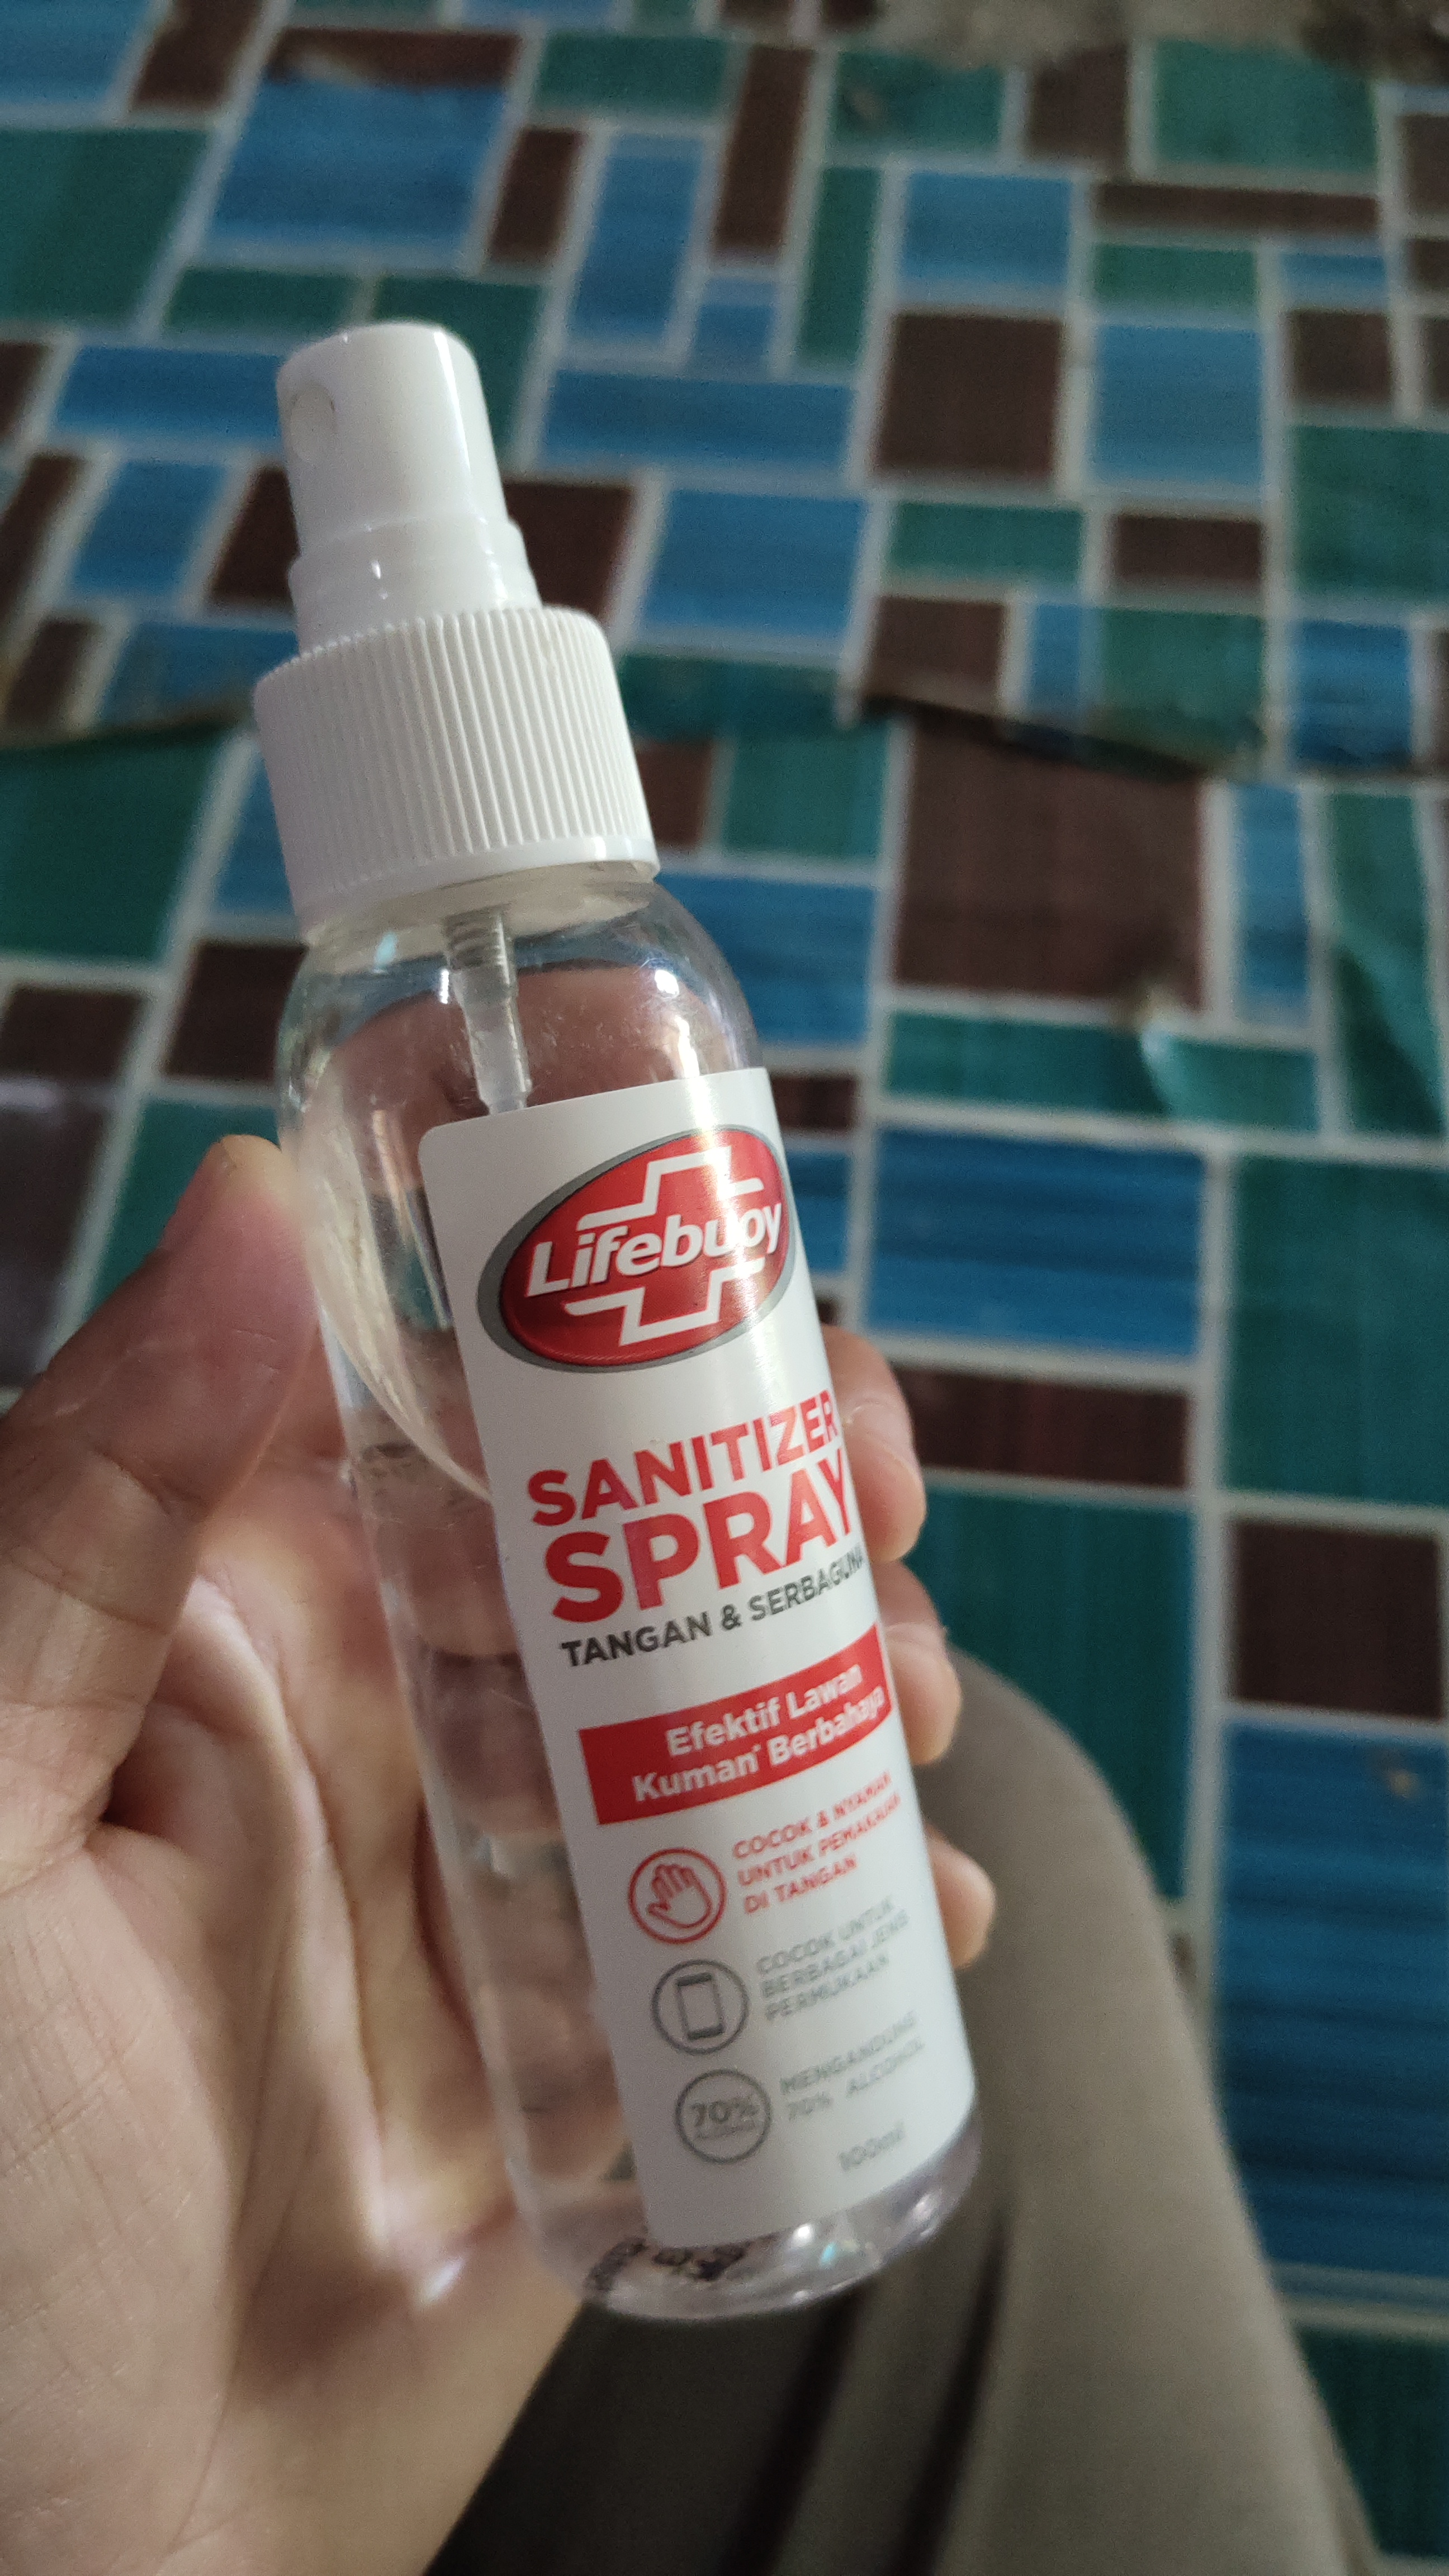 Lifebuoy
SANITIZER
SPRAY
TANGAN & SERBAGUNA
Efektif Lawan
Kuman* Berbahaya
COCOK & NYAMAN
UNTUK PEMAKAIAN
DI TANGAN
COCOK UNTUK
BERBAGAI JENIS
PERMUKAAN
70%
MENGANDUNG
70% ALCOHOL
100ml